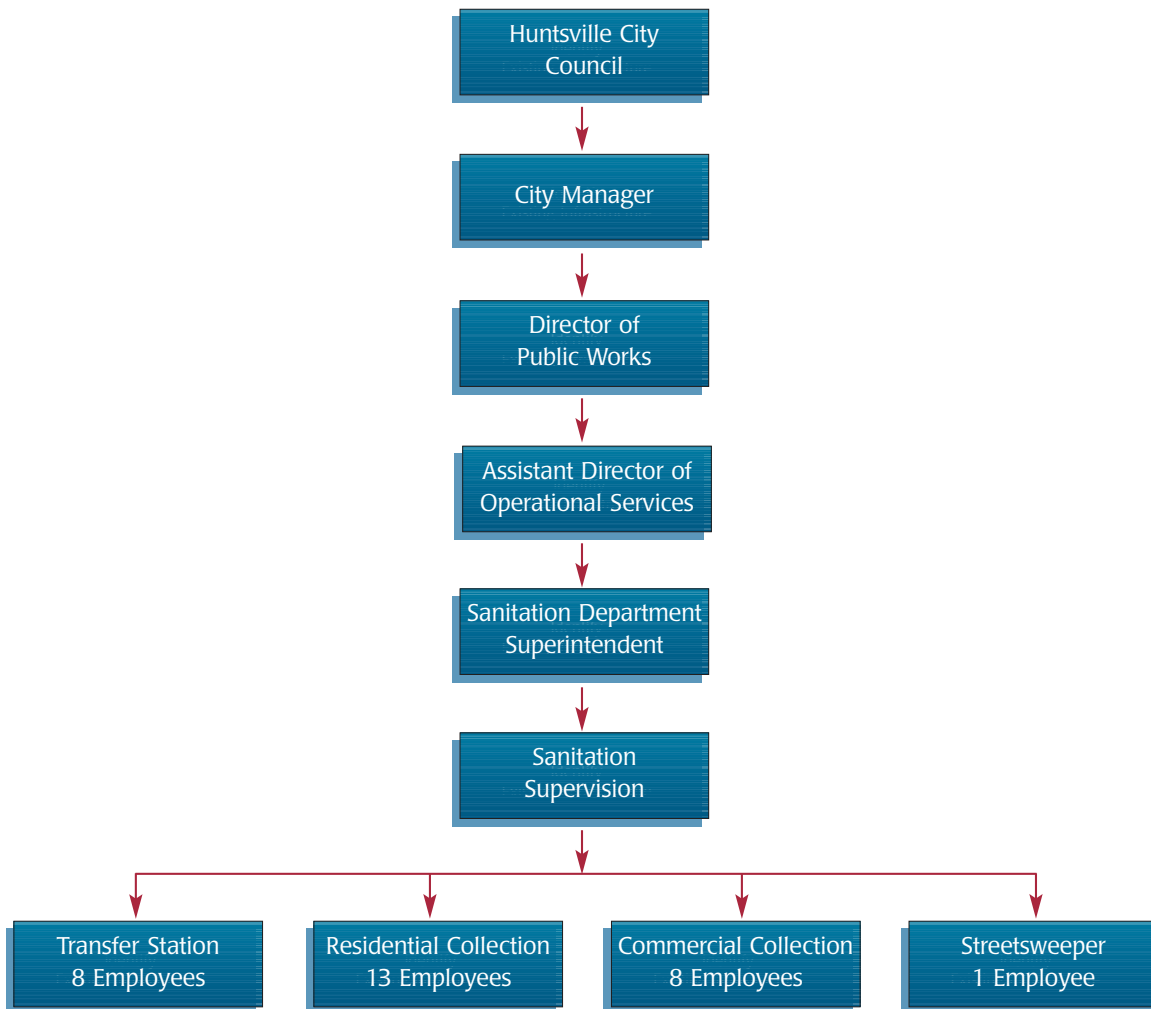 Huntsville City
Council
City Manager
Director of
Public Works
Assistant Director of
Operational Services
Sanitation Department
Superintendent
Sanitation
Supervision
Transfer Station
8 Employees
Residential Collection
13 Employees
Commercial Collection
8 Employees
Streetsweeper
1 Employee